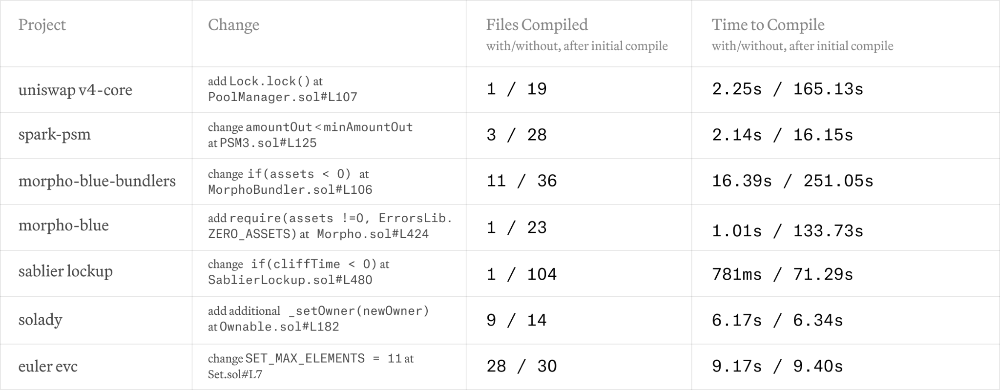 Project
Change
Files Compiled
with/without, after initial compile
Time to Compile
with/without, after initial compile
uniswap v4-core
add Lock.lock() at
PoolManager.sol#L107
1 / 19
2.25s / 165.13s
spark-psm
change amountOut < minAmountOut
at PSM3.sol#L125
3 / 28
2.14s / 16.15s
morpho-blue-bundlers
change if(assets < 0) at
MorphoBundler.sol#L106
11 / 36
16.39s / 251.05s
morpho-blue
add require(assets !=0, ErrorsLib.
ZERO_ASSETS) at Morpho.sol#L424
1 / 23
1.01s / 133.73s
sablier lockup
change if(cliffTime < 0) at
SablierLockup.sol#L480
1 / 104
781ms / 71.29s
solady
add additional _setOwner(newOwner)
at Ownable.sol#L182
9 / 14
6.17s / 6.34s
euler evc
change SET_MAX_ELEMENTS = 11 at
Set.sol#L7
28 / 30
9.17s / 9.40s